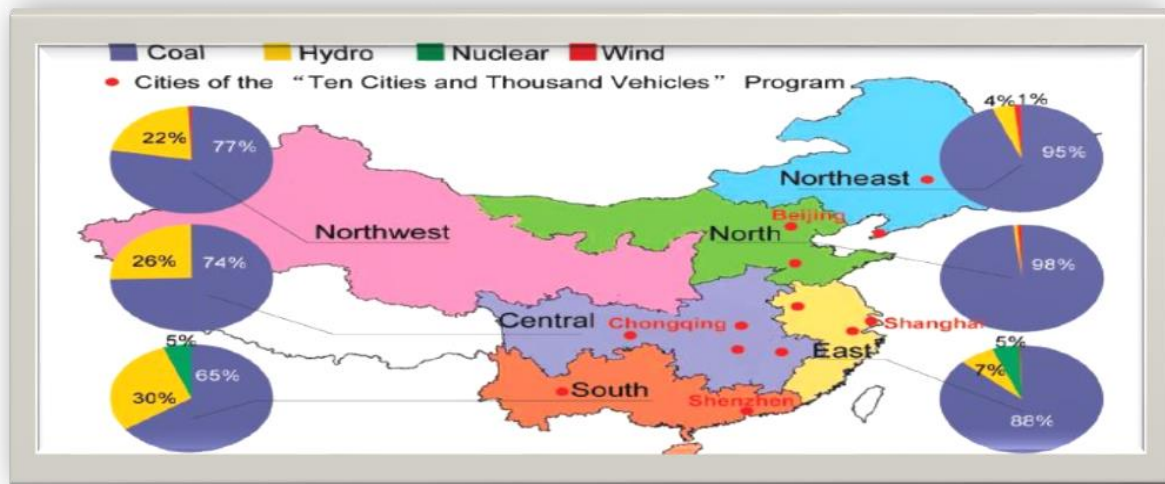 Coal Hydro Nuclear Wind
Cities of the “Ten Cities and Thousand Vehicles” Program
22% 77%
4% 1%
95%
Northeast
Beijing
Northwest
North
26% 74%
98%
Central
Chongqing
Shanghai
East
5%
65%
30%
South
Shenzhen
5%
7%
88%